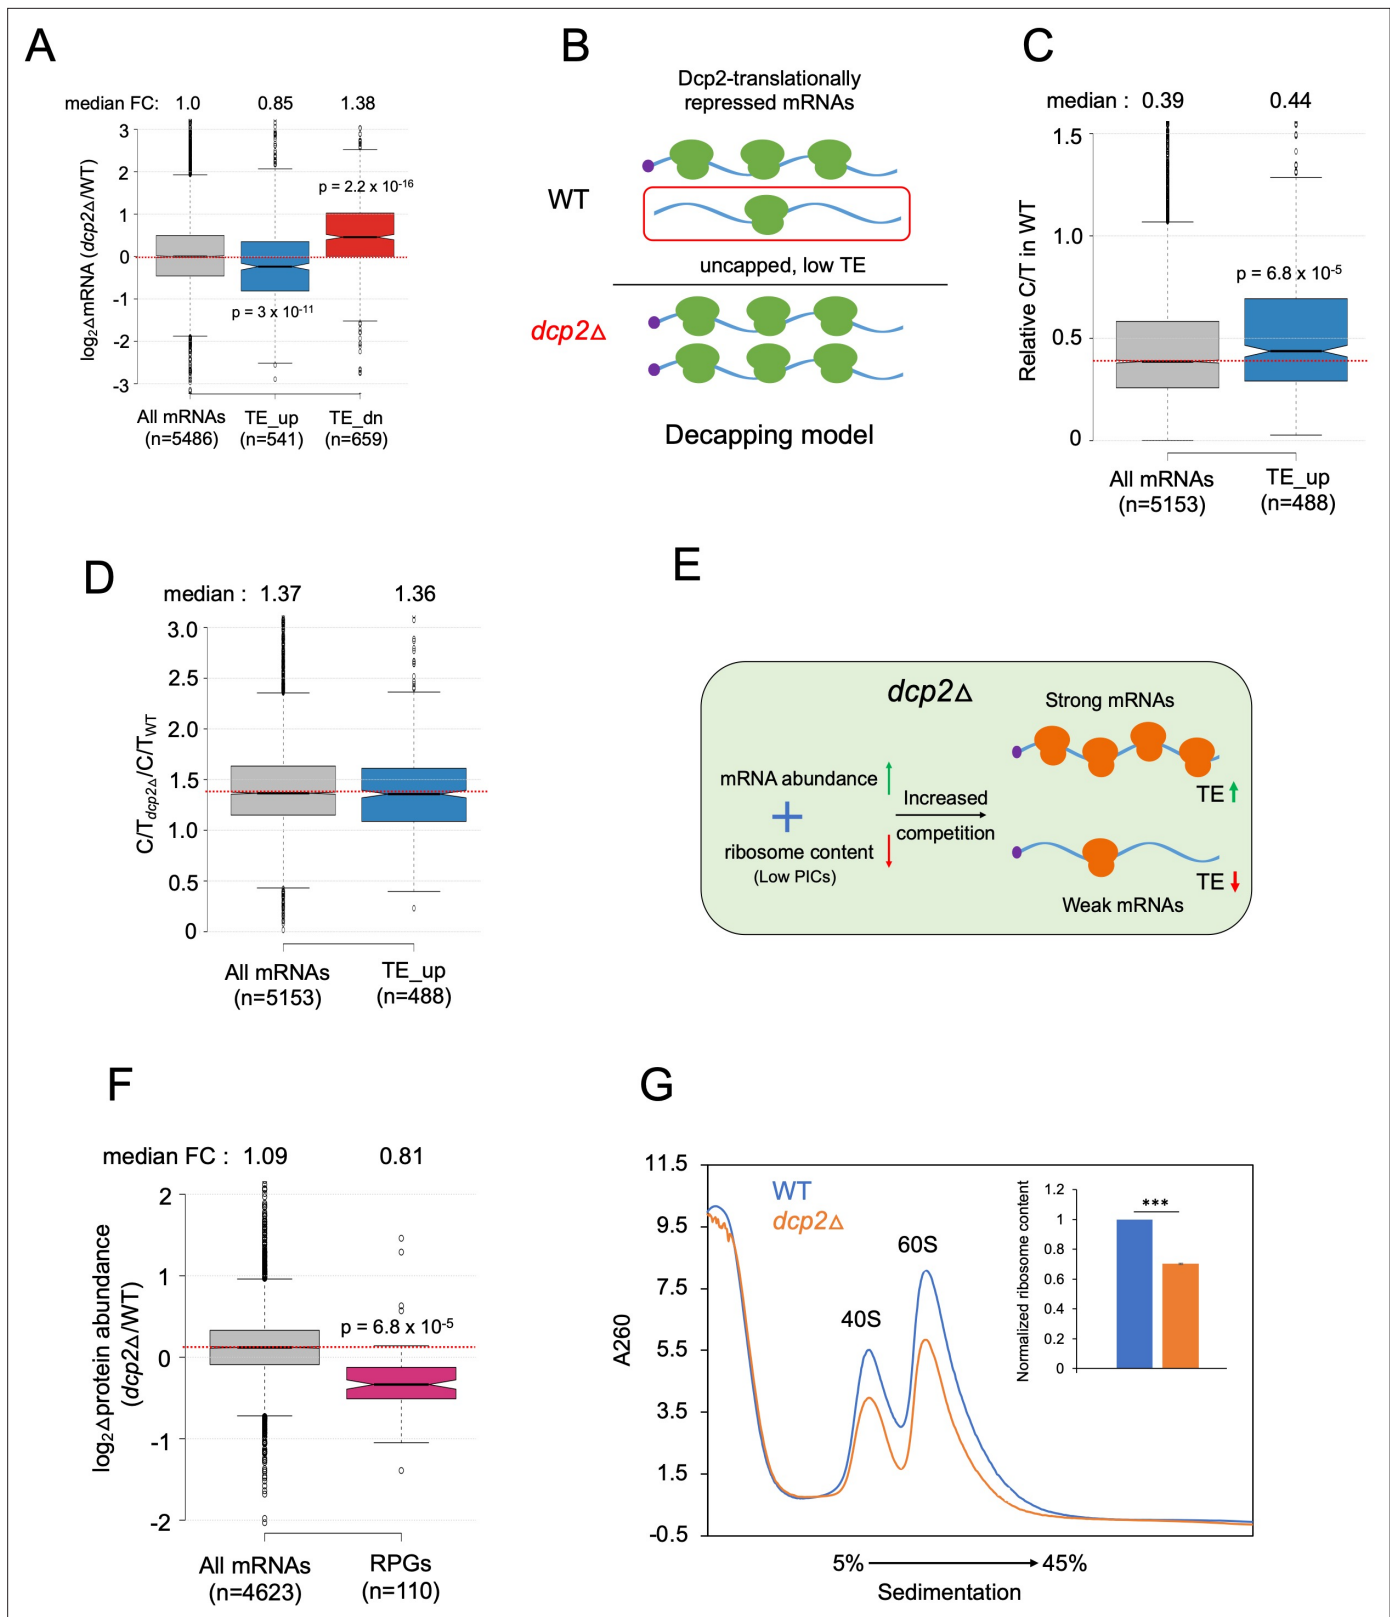 A
median FC: 1.0 0.85 1.38
log₂ΔmRNA (dcp2Δ/WT)
3
2
1
0
-1
-2
-3
p = 2.2 x 10⁻¹⁶
p = 3 x 10⁻¹¹
All mRNAs TE_up TE_dn
(n=5486) (n=541) (n=659)
B
Dcp2-translationally
repressed mRNAs
WT
uncapped, low TE
dcp2Δ
Decapping model
C
median : 0.39 0.44
Relative C/T in WT
1.5
1.0
0.5
0
p = 6.8 x 10⁻⁵
All mRNAs TE_up
(n=5153) (n=488)
D
median : 1.37 1.36
C/T_dcp2Δ/C/T_WT
3.0
2.5
2.0
1.5
1.0
0.5
0
All mRNAs TE_up
(n=5153) (n=488)
E
dcp2Δ
Strong mRNAs
mRNA abundance
+
ribosome content
(Low PICs)
Increased
competition
TE
TE
Weak mRNAs
F
median FC : 1.09 0.81
log₂Δprotein abundance
(dcp2Δ/WT)
2
1
0
-1
-2
p = 6.8 x 10⁻⁵
All mRNAs RPGs
(n=4623) (n=110)
G
A260
11.5
9.5
7.5
5.5
3.5
1.5
-0.5
WT
dcp2Δ
40S
60S
Normalized ribosome content
1.2
1
0.8
0.6
0.4
0.2
0
***
5% 45%
Sedimentation